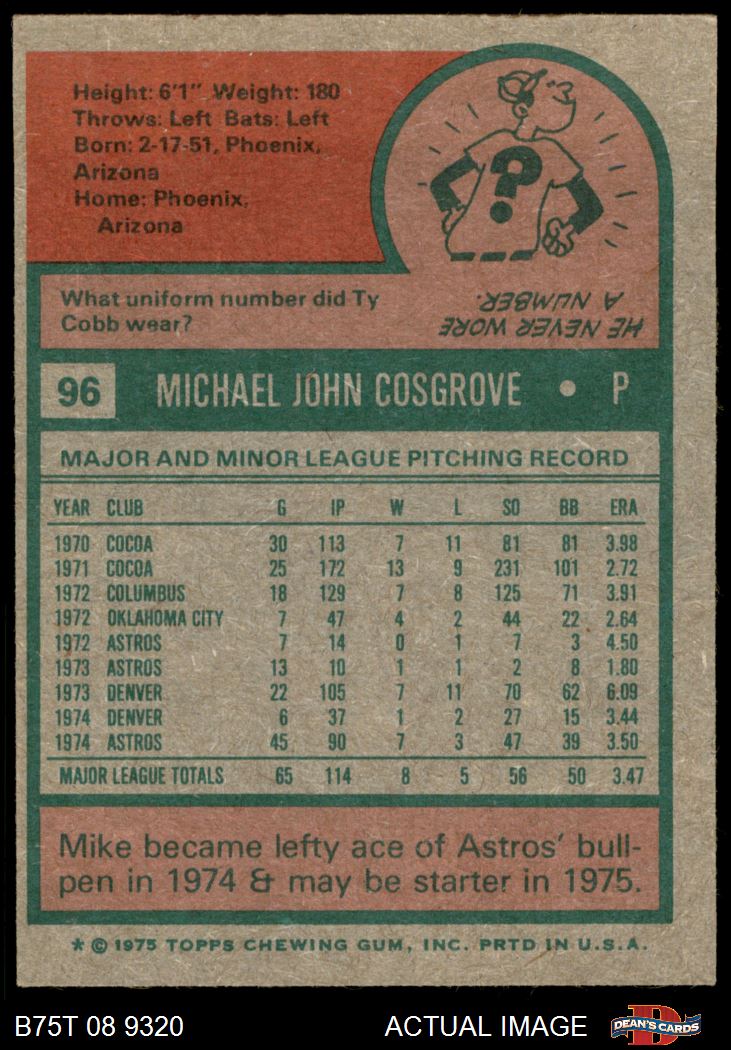 Height: 6'1" Weight: 180
Throws: Left Bats: Left
Born: 2-17-51, Phoenix,
Arizona
Home: Phoenix,
Arizona
?
What uniform number did Ty
Cobb wear?
HE NEVER WORE
A NUMBER.
96 MICHAEL JOHN COSGROVE • P
MAJOR AND MINOR LEAGUE PITCHING RECORD
YEAR CLUB G IP W L SO BB ERA
1970 COCOA 30 113 7 11 81 81 3.98
1971 COCOA 25 172 13 9 231 101 2.72
1972 COLUMBUS 18 129 7 8 125 71 3.91
1972 OKLAHOMA CITY 7 47 4 2 44 22 2.64
1972 ASTROS 7 14 0 1 7 3 4.50
1973 ASTROS 13 10 1 1 2 8 1.80
1973 DENVER 22 105 7 11 70 62 6.09
1974 DENVER 6 37 1 2 27 15 3.44
1974 ASTROS 45 90 7 3 47 39 3.50
MAJOR LEAGUE TOTALS 65 114 8 5 56 50 3.47
Mike became lefty ace of Astros' bull-
pen in 1974 & may be starter in 1975.
* © 1975 TOPPS CHEWING GUM, INC. PRTD IN U.S.A.
B75T 08 9320 ACTUAL IMAGE D DEAN'S CARDS